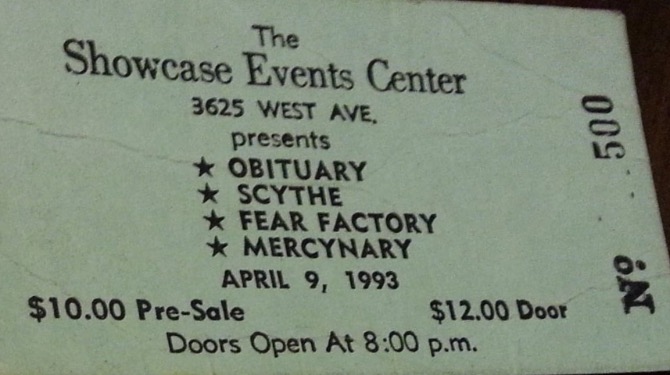 The
Showcase Events Center
3625 WEST AVE.
presents
★ OBITUARY
★ SCYTHE
★ FEAR FACTORY
★ MERCYNARY
APRIL 9, 1993
$10.00 Pre-Sale $12.00 Door
Doors Open At 8:00 p.m.
Nº 500